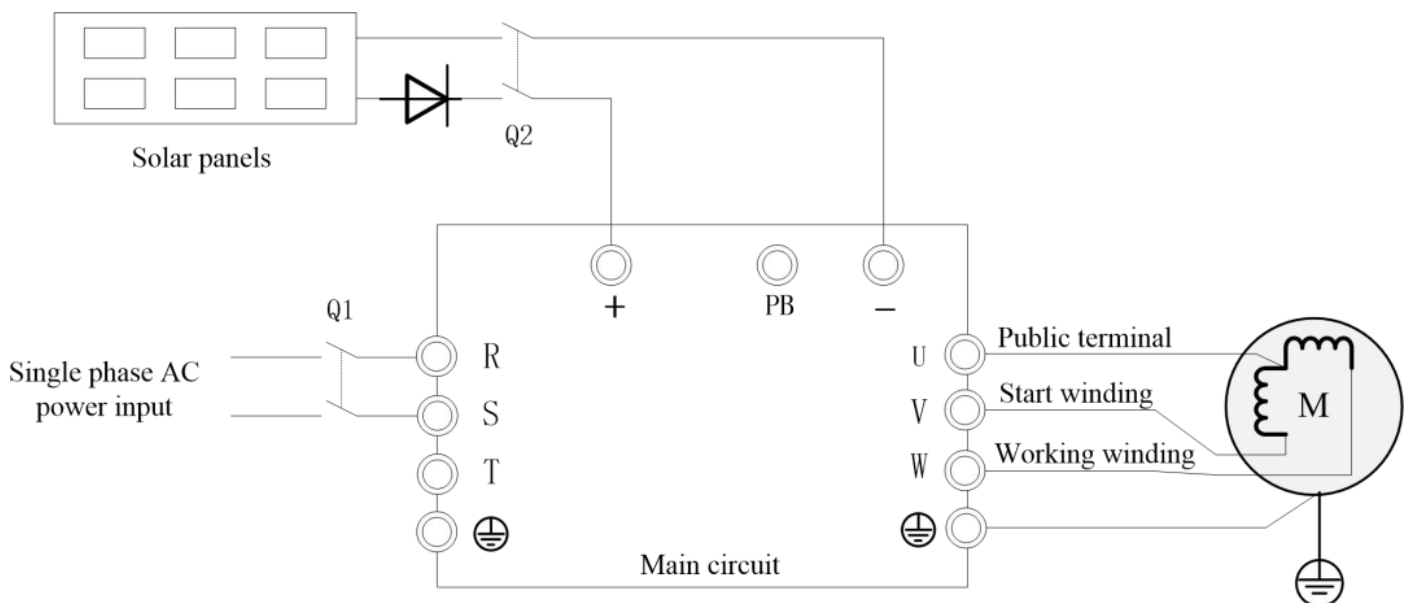 Solar panels
Q2
+
PB
−
Q1
Single phase AC
power input
R
S
T
U
V
W
Public terminal
Start winding
Working winding
M
Main circuit